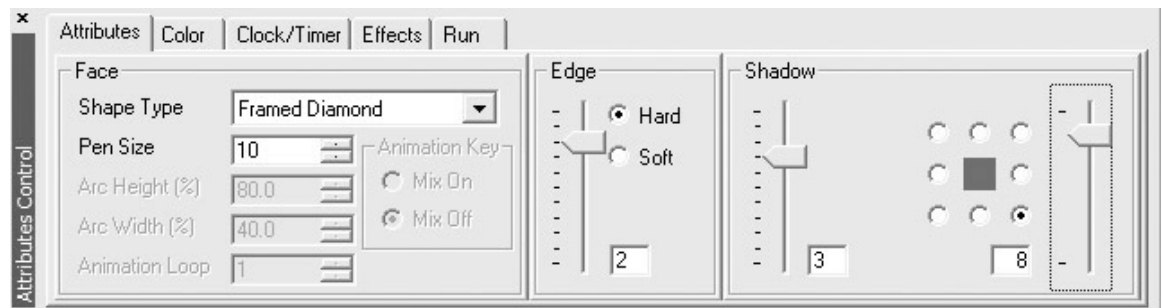 ×
Attributes Control
Attributes
Color
Clock/Timer
Effects
Run
Face
Shape Type
Framed Diamond
Pen Size
10
Arc Height (%)
80.0
Arc Width (%)
40.0
Animation Loop
1
Animation Key
Mix On
Mix Off
Edge
Hard
Soft
2
Shadow
3
8